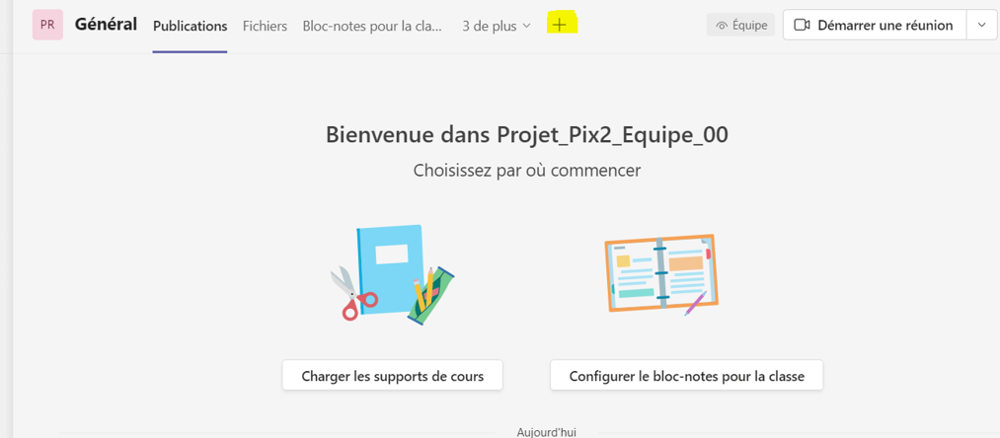 PR Général Publications Fichiers Bloc-notes pour la cla... 3 de plus Équipe Démarrer une réunion
Bienvenue dans Projet_Pix2_Equipe_00
Choisissez par où commencer
Charger les supports de cours Configurer le bloc-notes pour la classe
Aujourd'hui